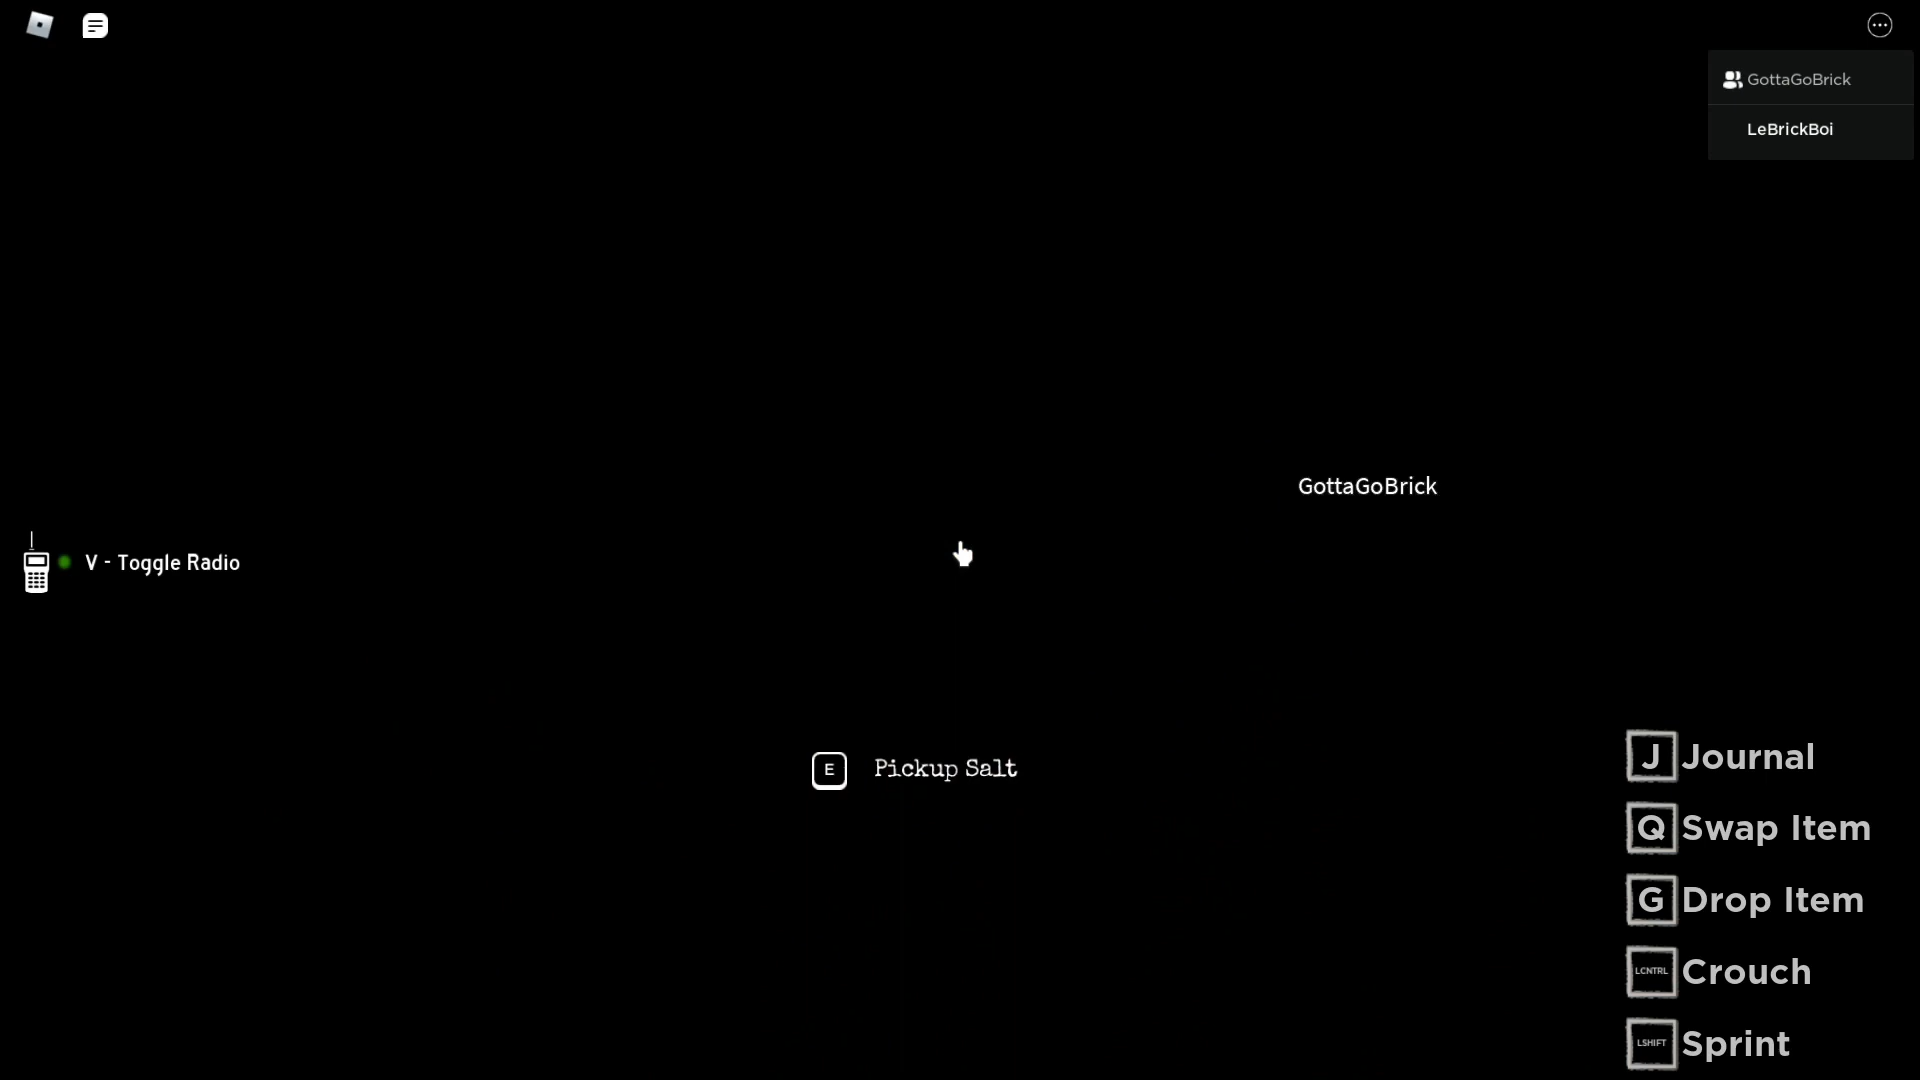 GottaGoBrick
LeBrickBoi
GottaGoBrick
V - Toggle Radio
E Pickup Salt
J Journal
Q Swap Item
G Drop Item
LCNTRL Crouch
LSHIFT Sprint